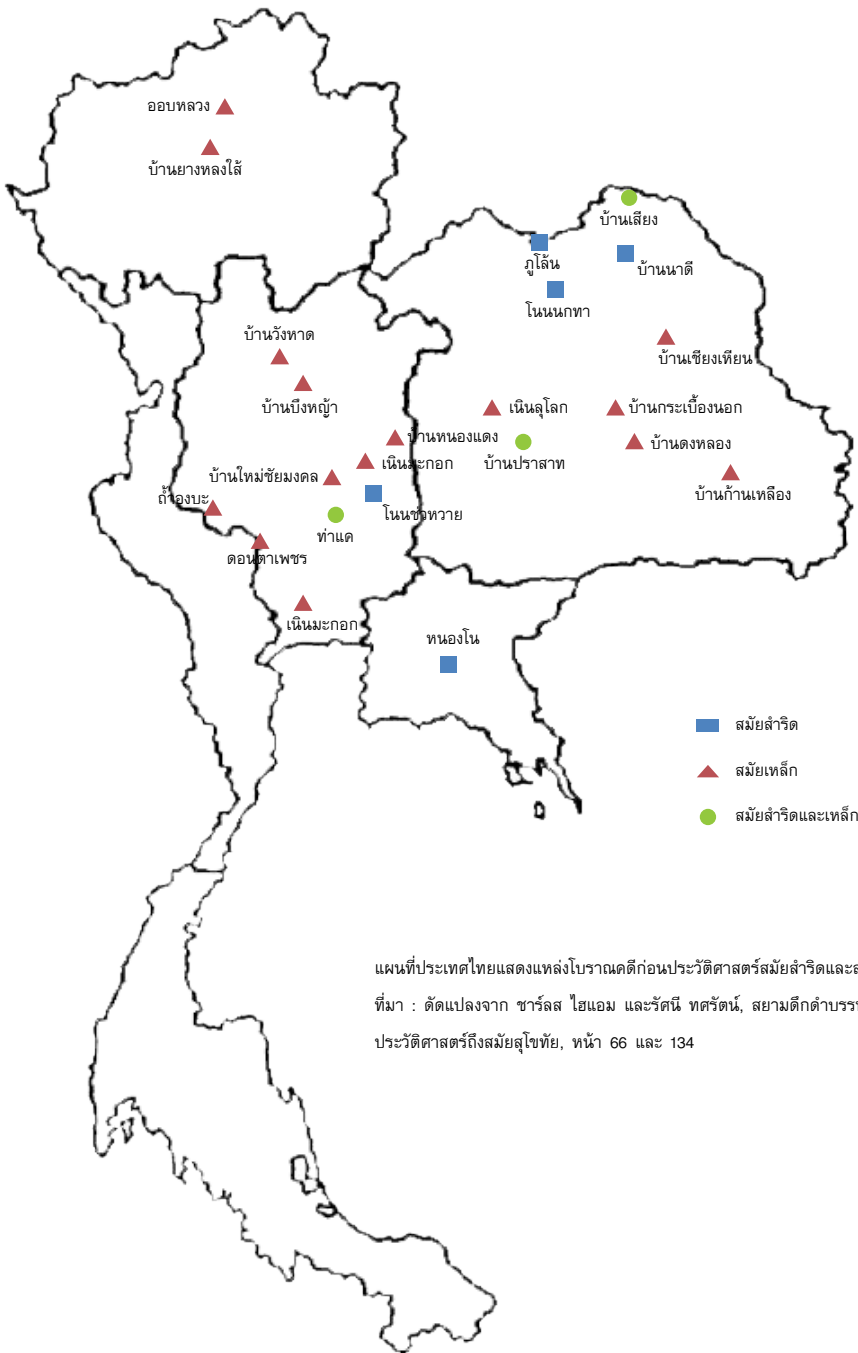 ออบหลวง
บ้านยางหลงใส้
บ้านเสียง
ภูโล้น
บ้านนาดี
โนนนกทา
บ้านวังหาด
บ้านเชียงเหียน
บ้านบึงหญ้า
เนินลุโลก
บ้านกระเบื้องนอก
บ้านหนองแดง
บ้านปราสาท
บ้านดงหลอง
เนินมะกอก
บ้านใหม่ชัยมงคล
บ้านก้านเหลือง
ถ้ำองบะ
โนนชัวหวาย
ท่าแค
ดอนตาเพชร
เนินมะกอก
หนองโน
สมัยสำริด
สมัยเหล็ก
สมัยสำริดและเหล็ก
แผนที่ประเทศไทยแสดงแหล่งโบราณคดีก่อนประวัติศาสตร์สมัยสำริดและส
ที่มา : ดัดแปลงจาก ชาร์ลส ไฮแอม และรัศนี ทศรัตน์, สยามดึกดำบรรพ
ประวัติศาสตร์ถึงสมัยสุโขทัย, หน้า 66 และ 134